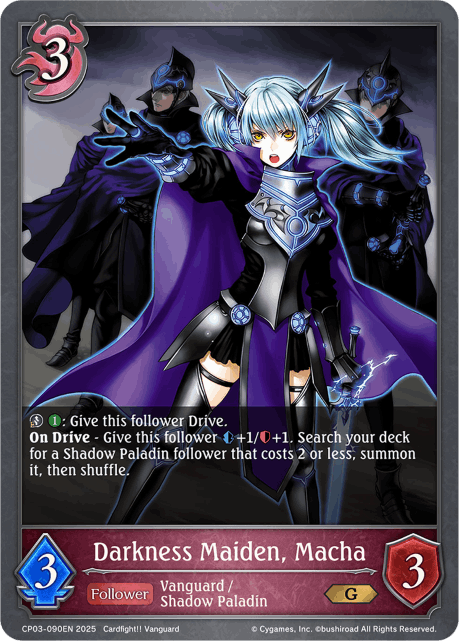 3
1: Give this follower Drive.
On Drive - Give this follower +1/+1. Search your deck
for a Shadow Paladin follower that costs 2 or less, summon
it, then shuffle.
Darkness Maiden, Macha
3
Follower
Vanguard /
Shadow Paladin
G
3
CP03-090EN 2025 Cardfight!! Vanguard
© Cygames, Inc. ©bushiroad All Rights Reserved.